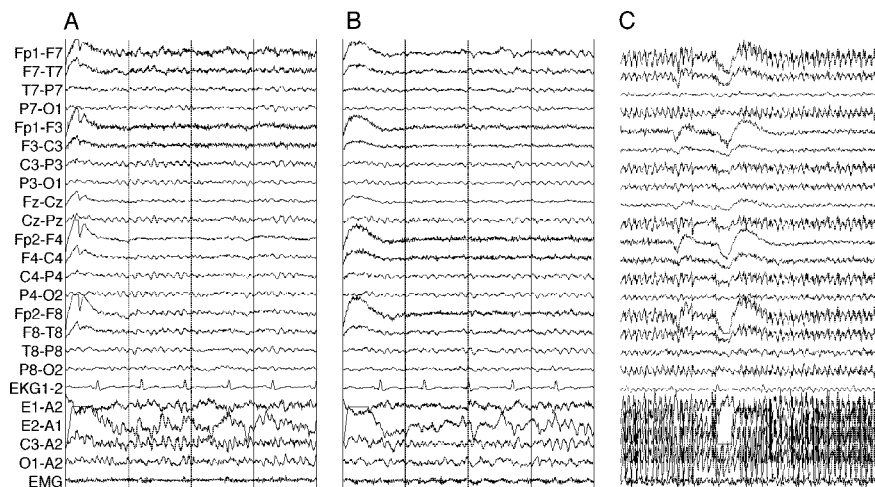 A B C
Fp1-F7
F7-T7
T7-P7
P7-O1
Fp1-F3
F3-C3
C3-P3
P3-O1
Fz-Cz
Cz-Pz
Fp2-F4
F4-C4
C4-P4
P4-O2
Fp2-F8
F8-T8
T8-P8
P8-O2
EKG1-2
E1-A2
E2-A1
C3-A2
O1-A2
EMG